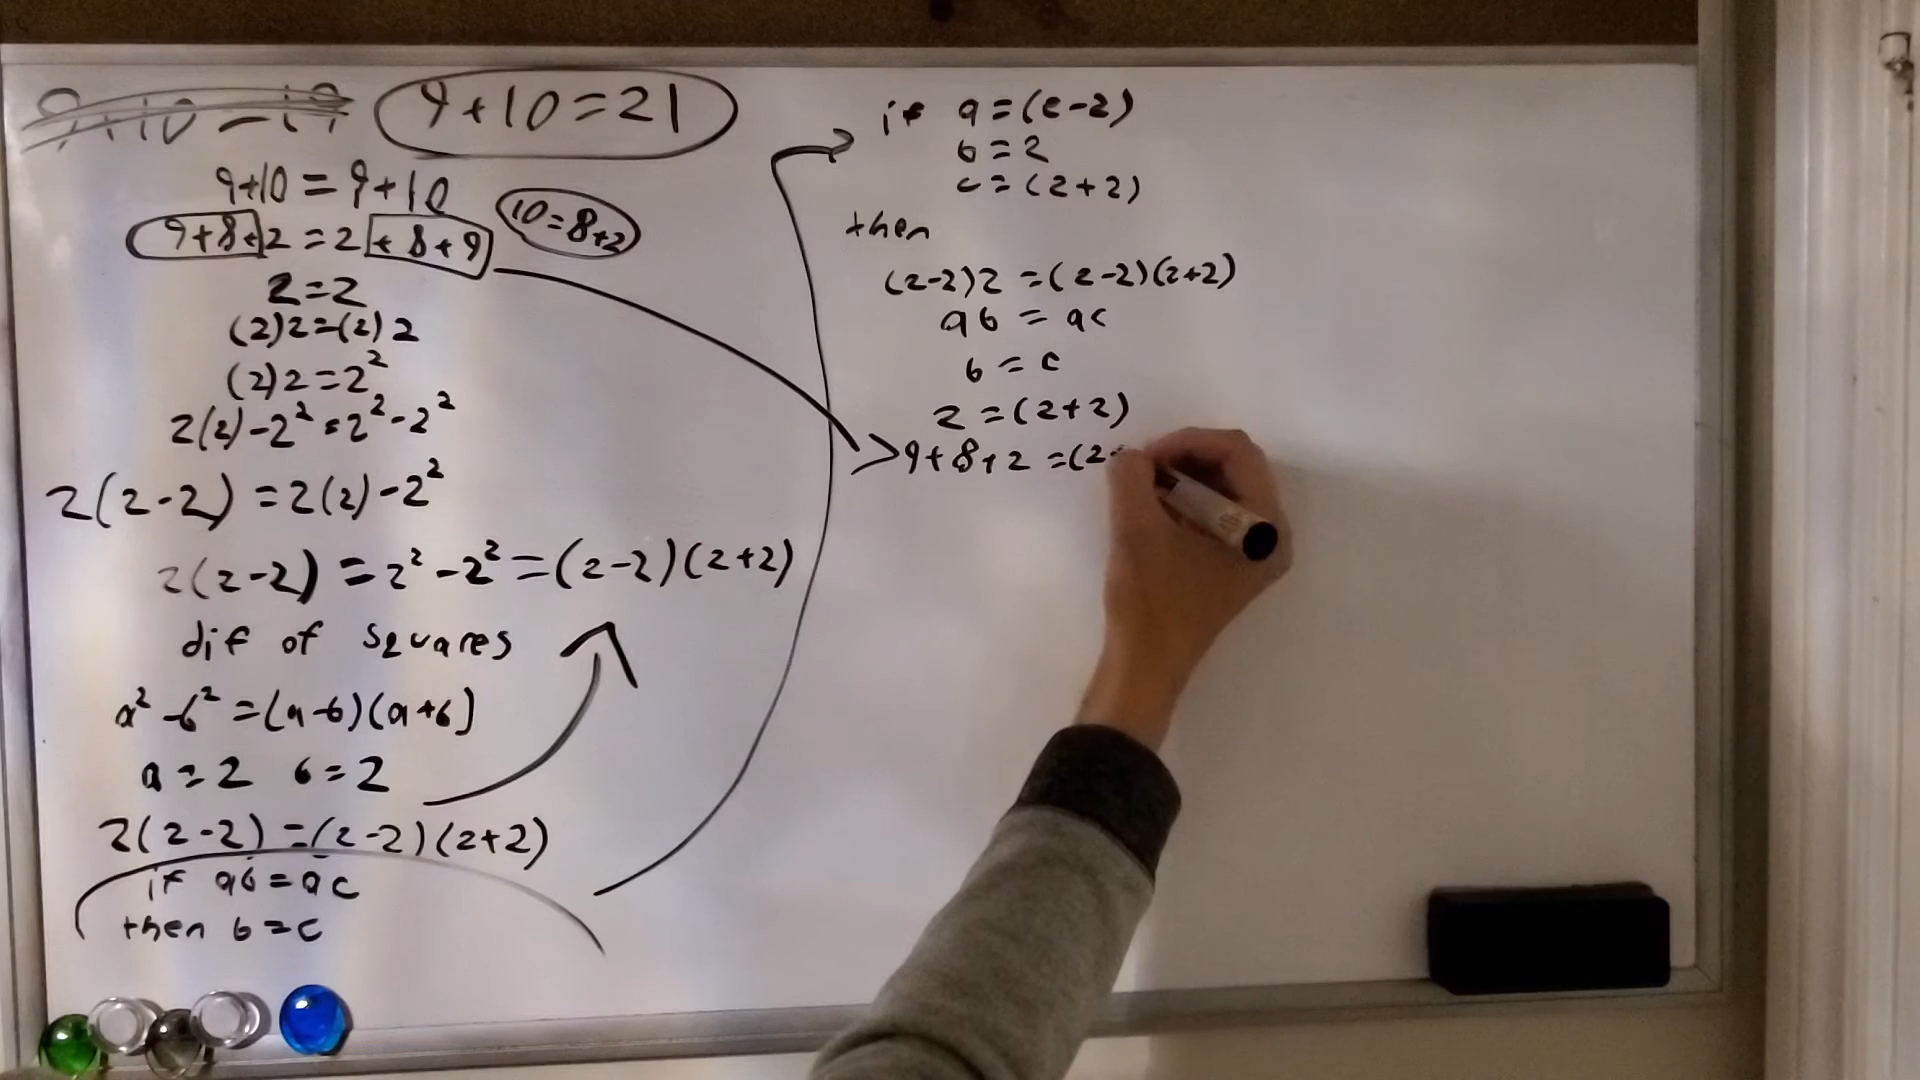 9+10=19
9+10=21
9+10=9+10
9+8+2=2+8+9
10=8+2
2=2
(2)2=(2)2
(2)2=2²
2(2)-2²=2²-2²
2(2-2)=2(2)-2²
2(2-2)=2²-2²=(2-2)(2+2)
dif of squares
a²-b²=(a-b)(a+b)
a=2 b=2
2(2-2)=(2-2)(2+2)
if ab=ac
then b=c
if a=(2-2)
b=2
c=(2+2)
then
(2-2)2=(2-2)(2+2)
ab=ac
b=c
2=(2+2)
9+8+2=(2+